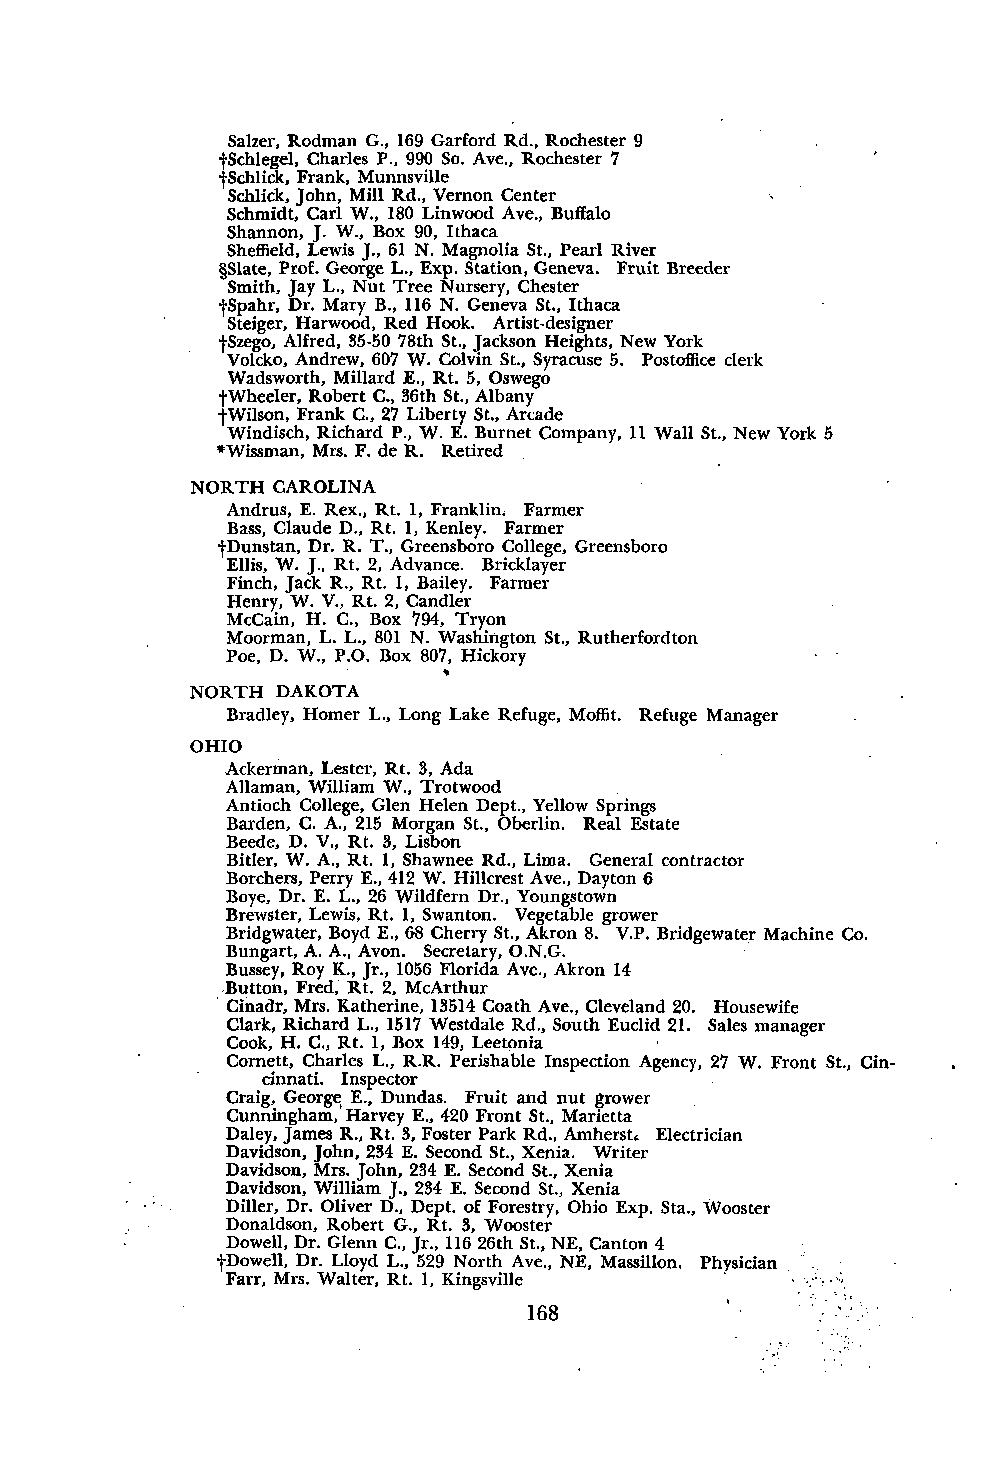 Salzer, Rodman G., 169 Garford Rd., Rochester 9
†Schlegel, Charles P., 990 So. Ave., Rochester 7
†Schlick, Frank, Munnsville
Schlick, John, Mill Rd., Vernon Center
Schmidt, Carl W., 180 Linwood Ave., Buffalo
Shannon, J. W., Box 90, Ithaca
Sheffield, Lewis J., 61 N. Magnolia St., Pearl River
§Slate, Prof. George L., Exp. Station, Geneva. Fruit Breeder
Smith, Jay L., Nut Tree Nursery, Chester
†Spahr, Dr. Mary B., 116 N. Geneva St., Ithaca
Steiger, Harwood, Red Hook. Artist-designer
†Szego, Alfred, 35-50 78th St., Jackson Heights, New York
Volcko, Andrew, 607 W. Colvin St., Syracuse 5. Postoffice clerk
Wadsworth, Millard E., Rt. 5, Oswego
†Wheeler, Robert C., 36th St., Albany
†Wilson, Frank C., 27 Liberty St., Arcade
Windisch, Richard P., W. E. Burnet Company, 11 Wall St., New York 5
*Wissman, Mrs. F. de R. Retired
NORTH CAROLINA
Andrus, E. Rex., Rt. 1, Franklin. Farmer
Bass, Claude D., Rt. 1, Kenley. Farmer
†Dunstan, Dr. R. T., Greensboro College, Greensboro
Ellis, W. J., Rt. 2, Advance. Bricklayer
Finch, Jack R., Rt. 1, Bailey. Farmer
Henry, W. V., Rt. 2, Candler
McCain, H. C., Box 794, Tryon
Moorman, L. L., 801 N. Washington St., Rutherfordton
Poe, D. W., P.O. Box 807, Hickory
NORTH DAKOTA
Bradley, Homer L., Long Lake Refuge, Moffit. Refuge Manager
OHIO
Ackerman, Lester, Rt. 3, Ada
Allaman, William W., Trotwood
Antioch College, Glen Helen Dept., Yellow Springs
Barden, C. A., 215 Morgan St., Oberlin. Real Estate
Beede, D. V., Rt. 3, Lisbon
Bitler, W. A., Rt. 1, Shawnee Rd., Lima. General contractor
Borchers, Perry E., 412 W. Hillcrest Ave., Dayton 6
Boye, Dr. E. L., 26 Wildfern Dr., Youngstown
Brewster, Lewis, Rt. 1, Swanton. Vegetable grower
Bridgwater, Boyd E., 68 Cherry St., Akron 8. V.P. Bridgewater Machine Co.
Bungart, A. A., Avon. Secretary, O.N.G.
Bussey, Roy K., Jr., 1056 Florida Ave., Akron 14
Button, Fred, Rt. 2, McArthur
Cinadr, Mrs. Katherine, 13514 Coath Ave., Cleveland 20. Housewife
Clark, Richard L., 1517 Westdale Rd., South Euclid 21. Sales manager
Cook, H. C., Rt. 1, Box 149, Leetonia
Cornett, Charles L., R.R. Perishable Inspection Agency, 27 W. Front St., Cin-
cinnati. Inspector
Craig, George E., Dundas. Fruit and nut grower
Cunningham, Harvey E., 420 Front St., Marietta
Daley, James R., Rt. 3, Foster Park Rd., Amherst. Electrician
Davidson, John, 234 E. Second St., Xenia. Writer
Davidson, Mrs. John, 234 E. Second St., Xenia
Davidson, William J., 234 E. Second St., Xenia
Diller, Dr. Oliver D., Dept. of Forestry, Ohio Exp. Sta., Wooster
Donaldson, Robert G., Rt. 3, Wooster
Dowell, Dr. Glenn C., Jr., 116 26th St., NE, Canton 4
†Dowell, Dr. Lloyd L., 529 North Ave., NE, Massillon. Physician
Farr, Mrs. Walter, Rt. 1, Kingsville
168